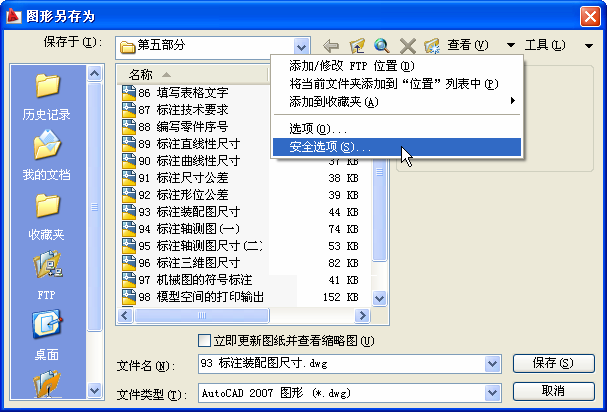 图形另存为
保存于(I):
第五部分
查看(V)
工具(L)
添加/修改 FTP 位置(D)
将当前文件夹添加到“位置”列表中(P)
添加到收藏夹(A)
选项(O)...
安全选项(S)...
历史记录
我的文档
收藏夹
FTP
桌面
名称
86 填写表格文字
87 标注技术要求
88 编写零件序号
89 标注直线性尺寸
90 标注曲线性尺寸 37 KB
91 标注尺寸公差 38 KB
92 标注形位公差 39 KB
93 标注装配图尺寸 44 KB
94 标注轴测图(一) 74 KB
95 标注轴测图尺寸(二) 53 KB
96 标注三维图尺寸 82 KB
97 机械图的符号标注 41 KB
98 模型空间的打印输出 152 KB
立即更新图纸并查看缩略图(U)
文件名(N):
93 标注装配图尺寸.dwg
保存(S)
文件类型(T):
AutoCAD 2007 图形 (*.dwg)
取消